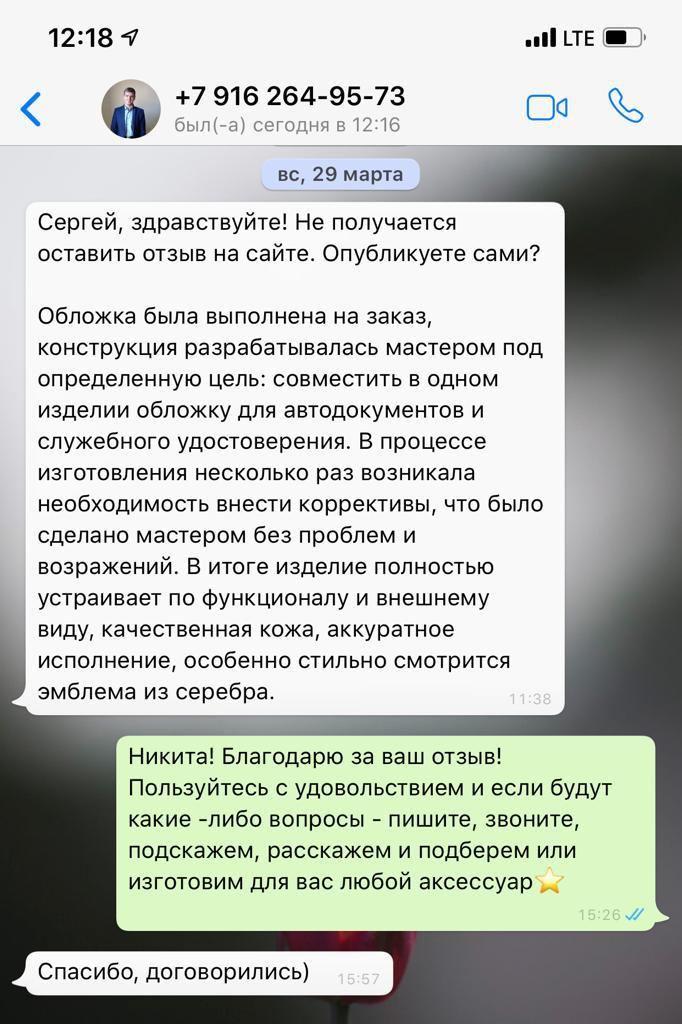 12:18
LTE
+7 916 264-95-73
был(-а) сегодня в 12:16
вс, 29 марта
Сергей, здравствуйте! Не получается
оставить отзыв на сайте. Опубликуете сами?
Обложка была выполнена на заказ,
конструкция разрабатывалась мастером под
определенную цель: совместить в одном
изделии обложку для автодокументов и
служебного удостоверения. В процессе
изготовления несколько раз возникала
необходимость внести коррективы, что было
сделано мастером без проблем и
возражений. В итоге изделие полностью
устраивает по функционалу и внешнему
виду, качественная кожа, аккуратное
исполнение, особенно стильно смотрится
эмблема из серебра.
11:38
Никита! Благодарю за ваш отзыв!
Пользуйтесь с удовольствием и если будут
какие -либо вопросы - пишите, звоните,
подскажем, расскажем и подберем или
изготовим для вас любой аксессуар⭐
15:26
Спасибо, договорились)
15:57